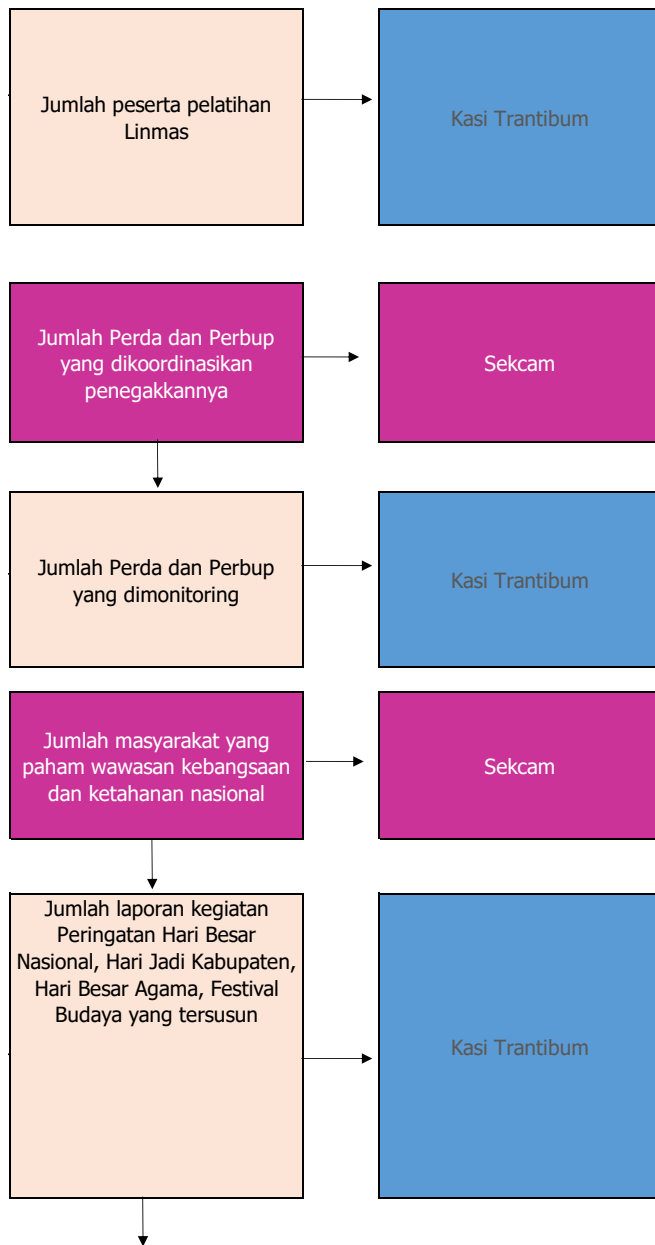 Jumlah peserta pelatihan
Linmas
Kasi Trantibum
Jumlah Perda dan Perbup
yang dikoordinasikan
penegakkannya
Sekcam
Jumlah Perda dan Perbup
yang dimonitoring
Kasi Trantibum
Jumlah masyarakat yang
paham wawasan kebangsaan
dan ketahanan nasional
Sekcam
Jumlah laporan kegiatan
Peringatan Hari Besar
Nasional, Hari Jadi Kabupaten,
Hari Besar Agama, Festival
Budaya yang tersusun
Kasi Trantibum